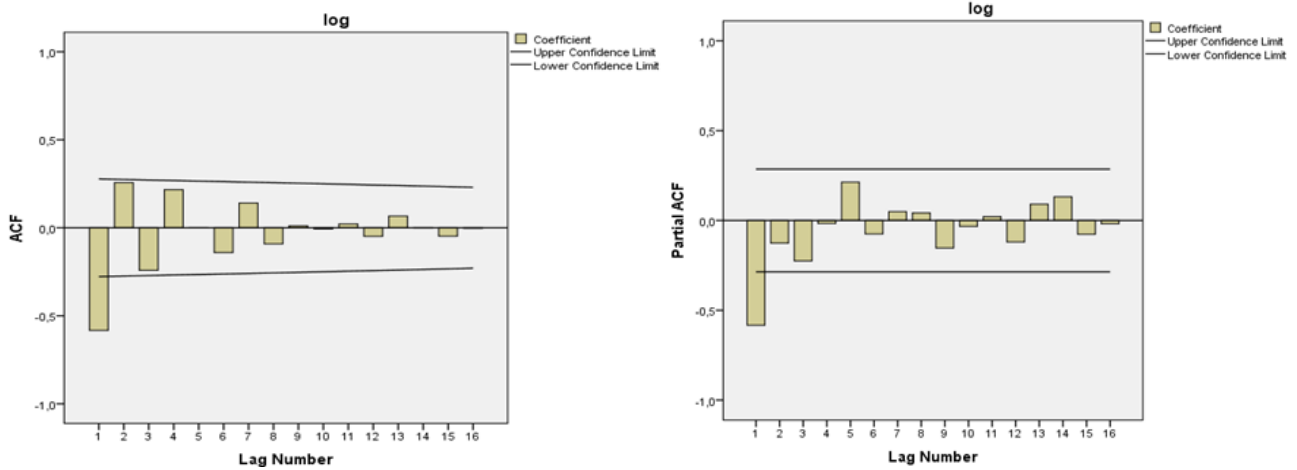 log
Coefficient
Upper Confidence Limit
Lower Confidence Limit
1,0
0,5
0,0
-0,5
-1,0
ACF
1 2 3 4 5 6 7 8 9 10 11 12 13 14 15 16
Lag Number
log
Coefficient
Upper Confidence Limit
Lower Confidence Limit
1,0
0,5
0,0
-0,5
-1,0
Partial ACF
1 2 3 4 5 6 7 8 9 10 11 12 13 14 15 16
Lag Number